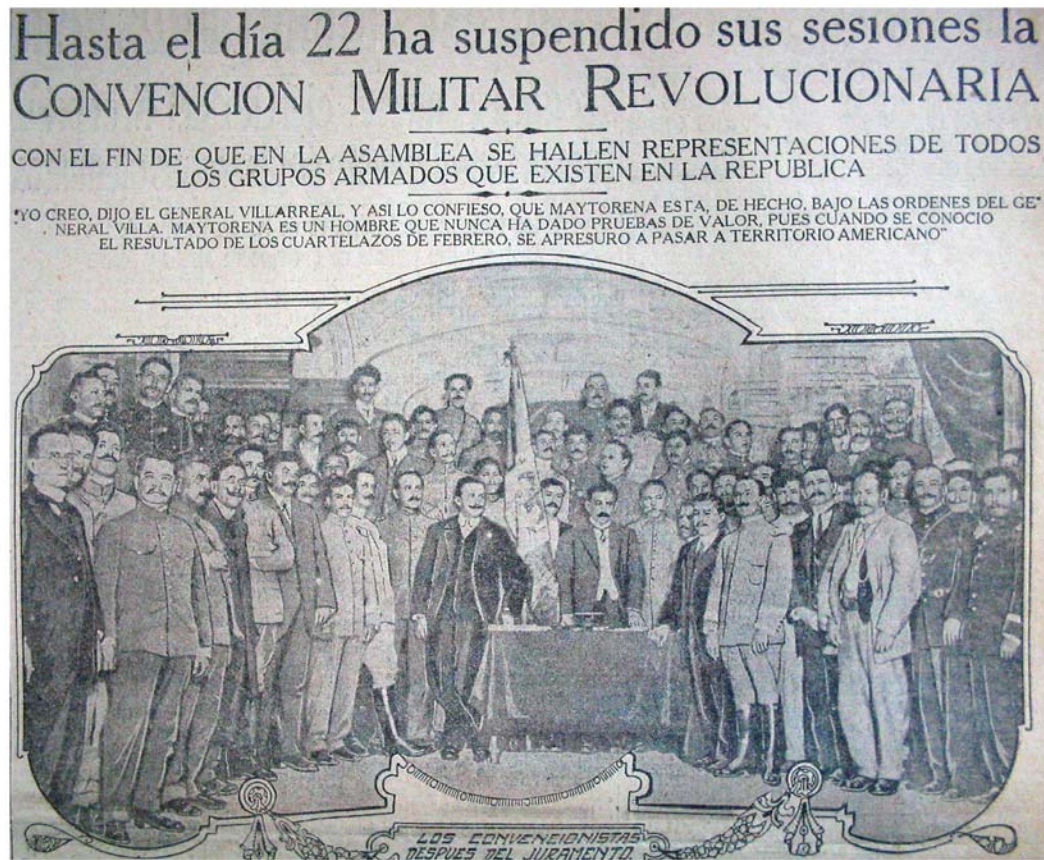 Hasta el día 22 ha suspendido sus sesiones la
CONVENCION MILITAR REVOLUCIONARIA
CON EL FIN DE QUE EN LA ASAMBLEA SE HALLEN REPRESENTACIONES DE TODOS
LOS GRUPOS ARMADOS QUE EXISTEN EN LA REPUBLICA
"YO CREO, DIJO EL GENERAL VILLARREAL, Y ASI LO CONFIESO, QUE MAYTORENA ESTA, DE HECHO, BAJO LAS ORDENES DEL GE-
NERAL VILLA. MAYTORENA ES UN HOMBRE QUE NUNCA HA DADO PRUEBAS DE VALOR, PUES CUANDO SE CONOCIO
EL RESULTADO DE LOS CUARTELAZOS DE FEBRERO, SE APRESURO A PASAR A TERRITORIO AMERICANO"
LOS CONVENCIONISTAS
DESPUES DEL JURAMENTO.